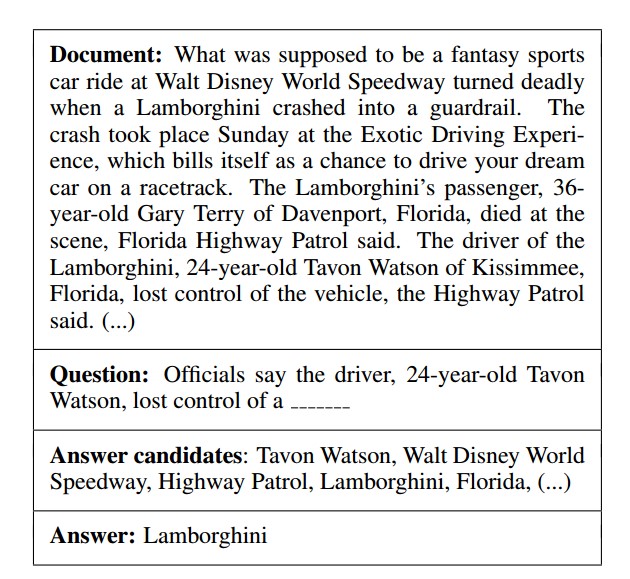 Document: What was supposed to be a fantasy sports
car ride at Walt Disney World Speedway turned deadly
when a Lamborghini crashed into a guardrail. The
crash took place Sunday at the Exotic Driving Experi-
ence, which bills itself as a chance to drive your dream
car on a racetrack. The Lamborghini's passenger, 36-
year-old Gary Terry of Davenport, Florida, died at the
scene, Florida Highway Patrol said. The driver of the
Lamborghini, 24-year-old Tavon Watson of Kissimmee,
Florida, lost control of the vehicle, the Highway Patrol
said. (...)
Question: Officials say the driver, 24-year-old Tavon
Watson, lost control of a _______
Answer candidates: Tavon Watson, Walt Disney World
Speedway, Highway Patrol, Lamborghini, Florida, (...)
Answer: Lamborghini